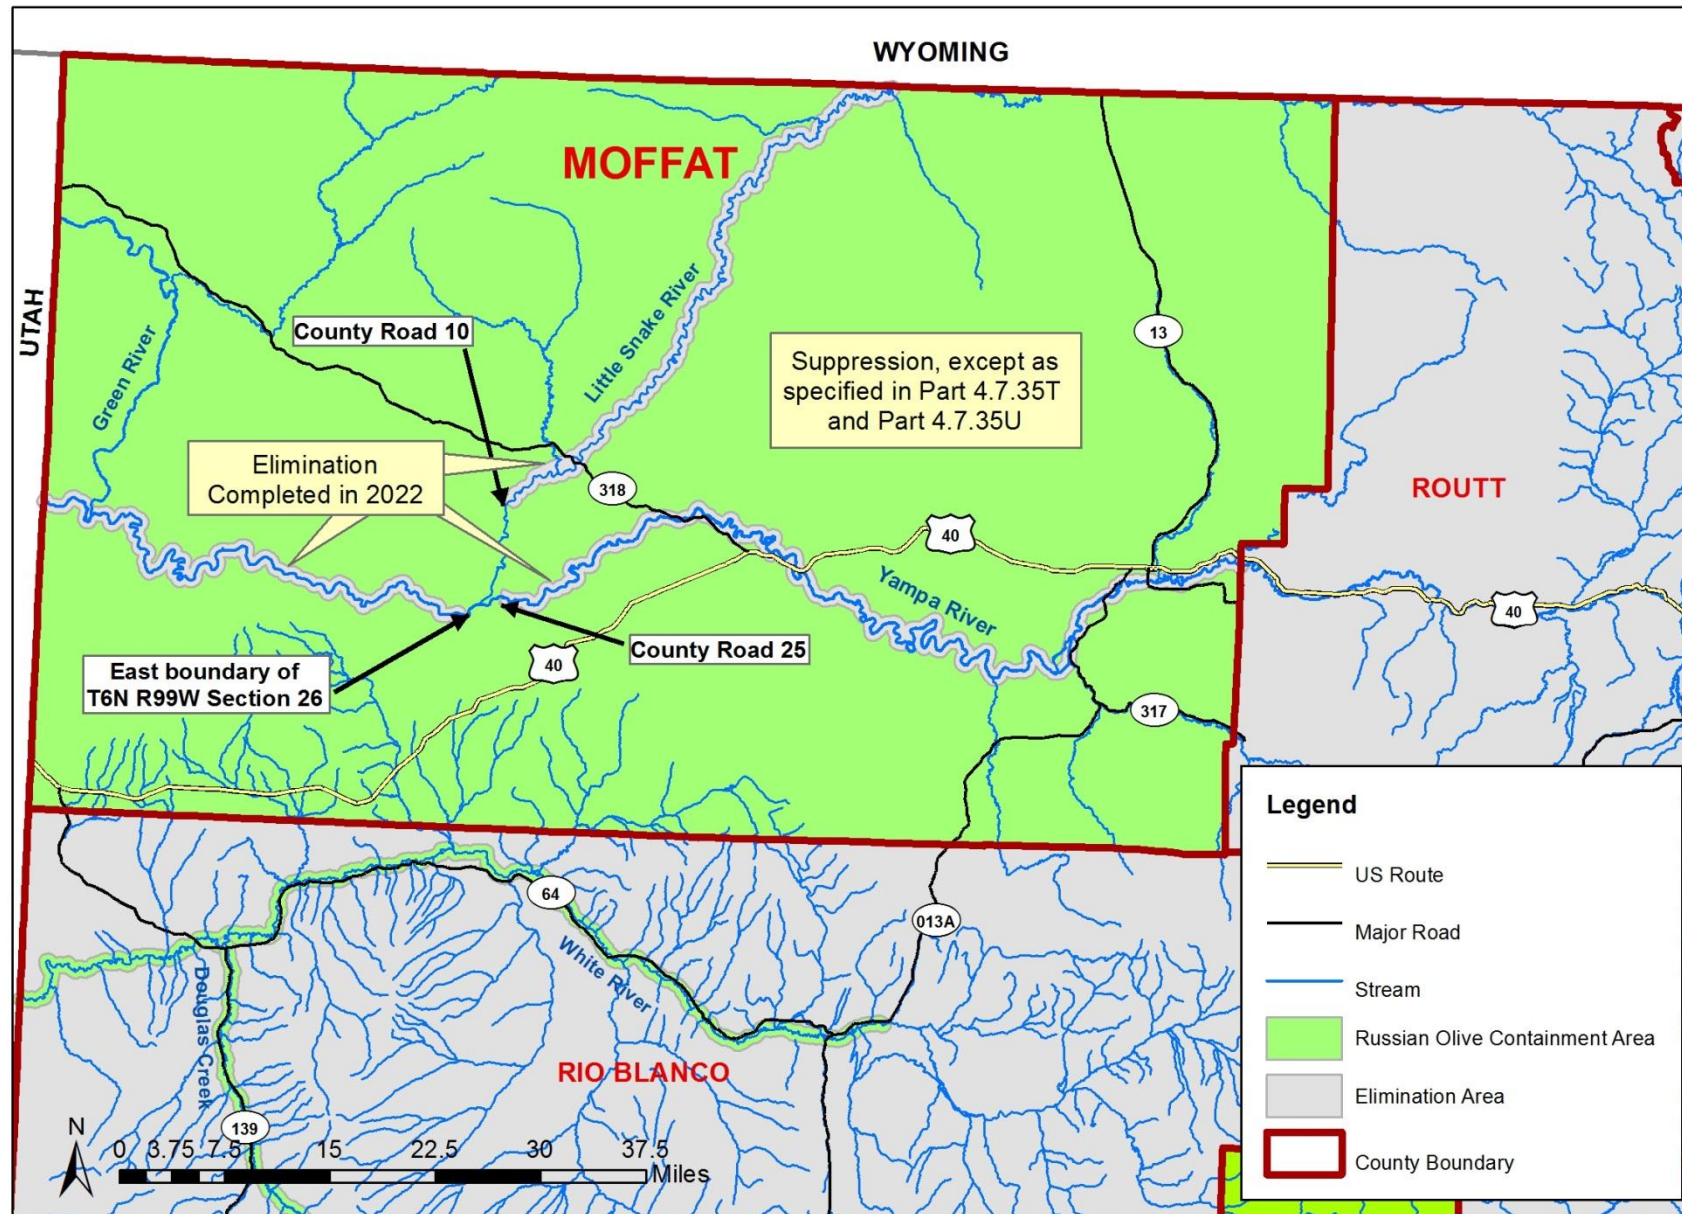 WYOMING
MOFFAT
UTAH
Green River
County Road 10
Little Snake River
Suppression, except as
specified in Part 4.7.35T
and Part 4.7.35U
13
Elimination
Completed in 2022
318
ROUTT
40
Yampa River
40
County Road 25
40
East boundary of
T6N R99W Section 26
317
64
013A
White River
Douglas Creek
RIO BLANCO
139
N
0 3.75 7.5 15 22.5 30 37.5
Miles
Legend
US Route
Major Road
Stream
Russian Olive Containment Area
Elimination Area
County Boundary